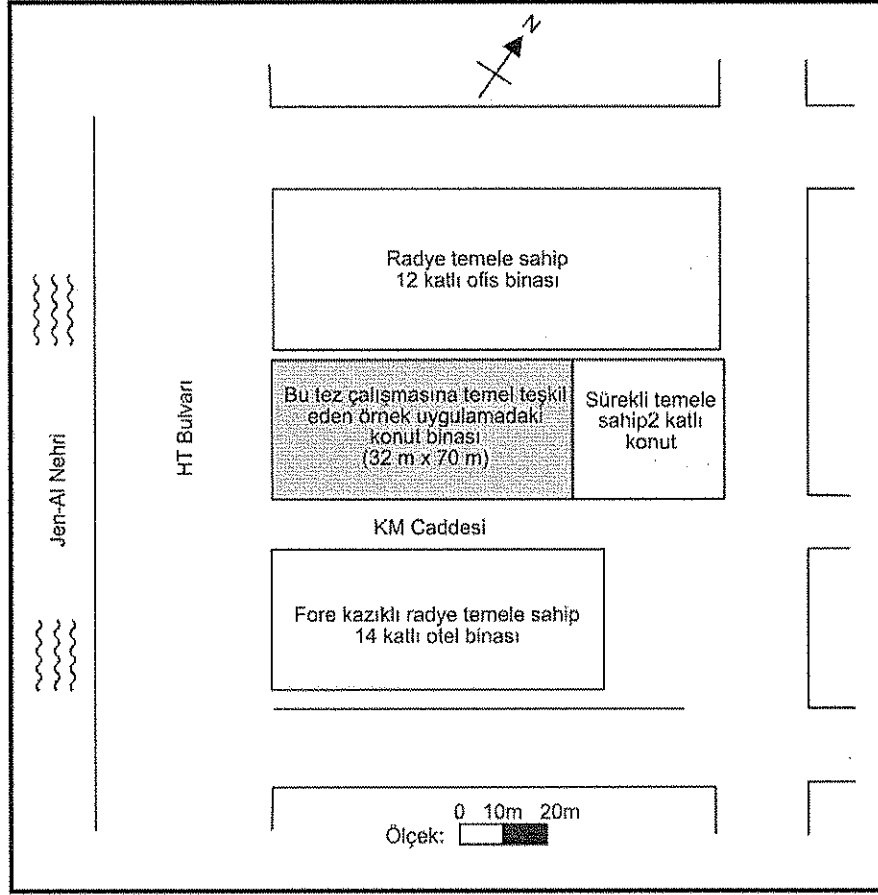 N
Radye temele sahip
12 katlı ofis binası
Bu tez çalışmasına temel teşkil
eden örnek uygulamadaki
konut binası
(32 m x 70 m)
Sürekli temele
sahip2 katlı
konut
HT Bulvarı
Jen-Al Nehri
KM Caddesi
Fore kazıklı radye temele sahip
14 katlı otel binası
0 10m 20m
Ölçek: